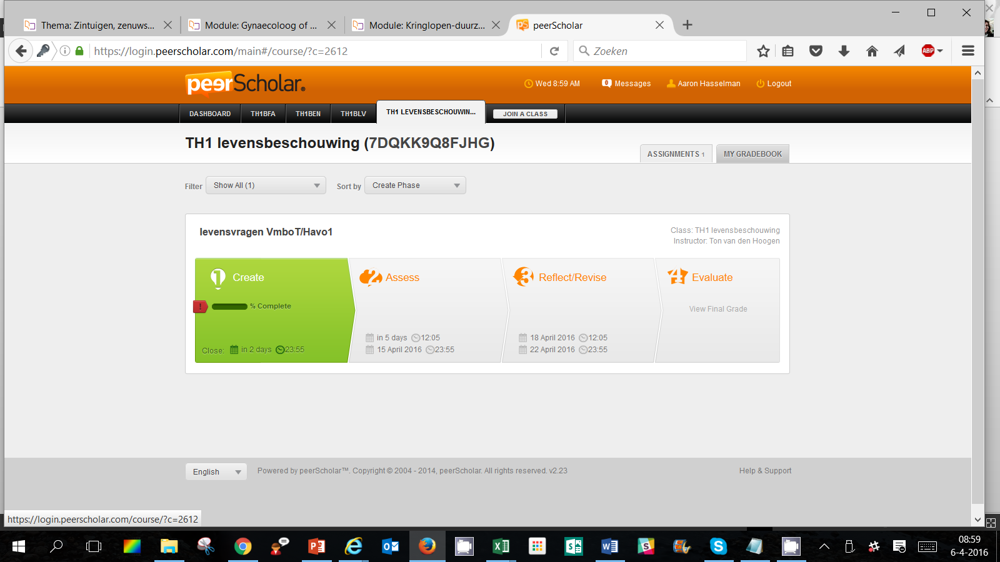 Thema: Zintuigen, zenuws...
Module: Gynaecoloog of ...
Module: Kringlopen-duurz...
peerScholar
https://login.peerscholar.com/main#/course/?c=2612
Zoeken
ABP
peerScholar
Wed 8:59 AM
0 Messages
Aaron Hasselman
Logout
DASHBOARD
TH1BFA
TH1BEN
TH1BLV
TH1 LEVENSBESCHOUWIN...
JOIN A CLASS
TH1 levensbeschouwing (7DQKK9Q8FJHG)
ASSIGNMENTS 1
MY GRADEBOOK
Filter
Show All (1)
Sort by
Create Phase
levensvragen VmboT/Havo1
Class: TH1 levensbeschouwing
Instructor: Ton van den Hoogen
1 Create
! % Complete
Close: in 2 days 23:55
2 Assess
in 5 days 12:05
15 April 2016 23:55
3 Reflect/Revise
18 April 2016 12:05
22 April 2016 23:55
4 Evaluate
View Final Grade
English
Powered by peerScholar™. Copyright © 2004 - 2014, peerScholar. All rights reserved. v2.23
Help & Support
https://login.peerscholar.com/course/?c=2612
08:59
6-4-2016